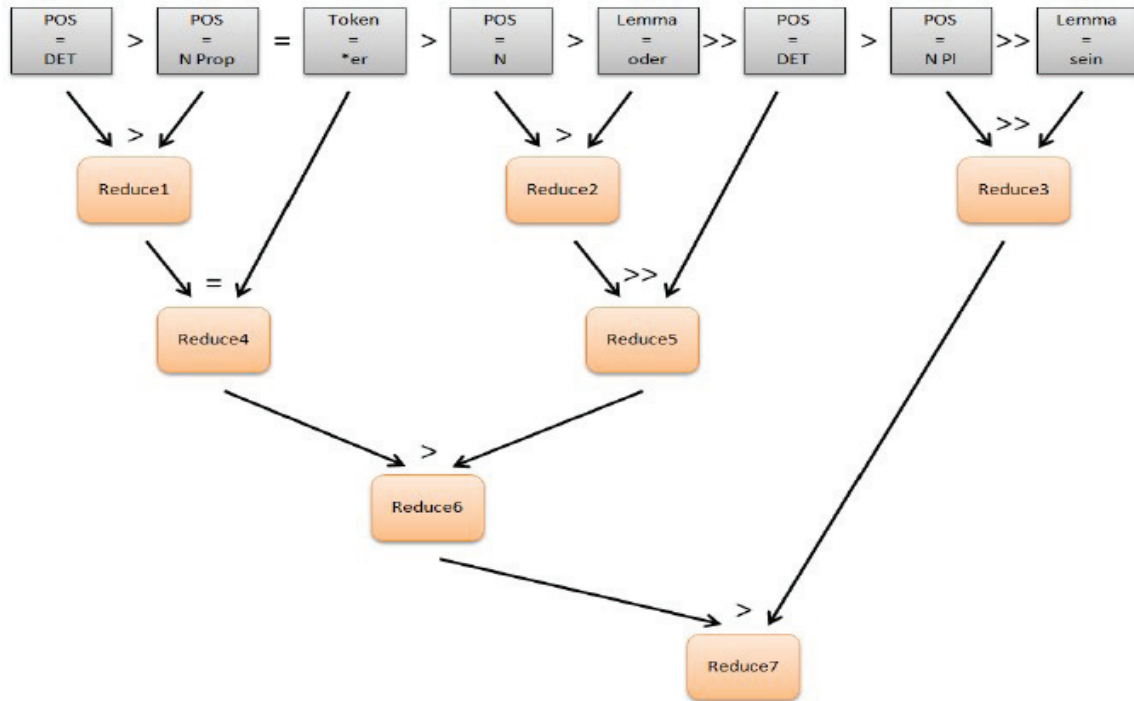 POS = DET
>
POS = N Prop
=
Token = *er
>
POS = N
>
Lemma = oder
>>
POS = DET
>
POS = N Pl
>>
Lemma = sein
>
>
>>
Reduce1
Reduce2
Reduce3
=
>>
Reduce4
Reduce5
>
Reduce6
>
Reduce7